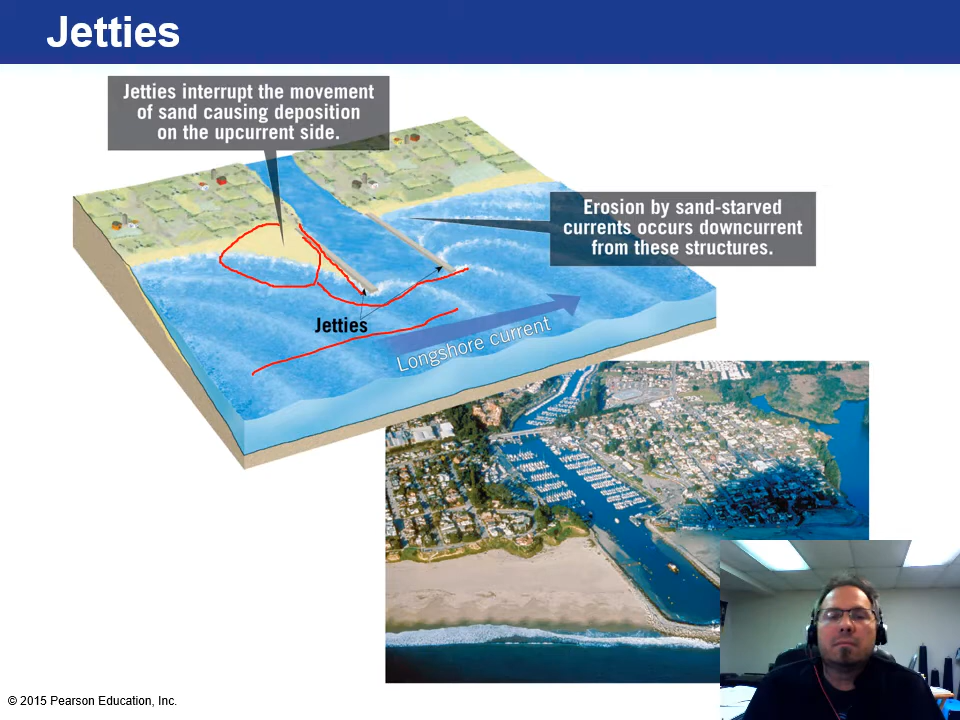 Jetties
Jetties interrupt the movement
of sand causing deposition
on the upcurrent side.
Erosion by sand-starved
currents occurs downcurrent
from these structures.
Jetties
Longshore current
© 2015 Pearson Education, Inc.